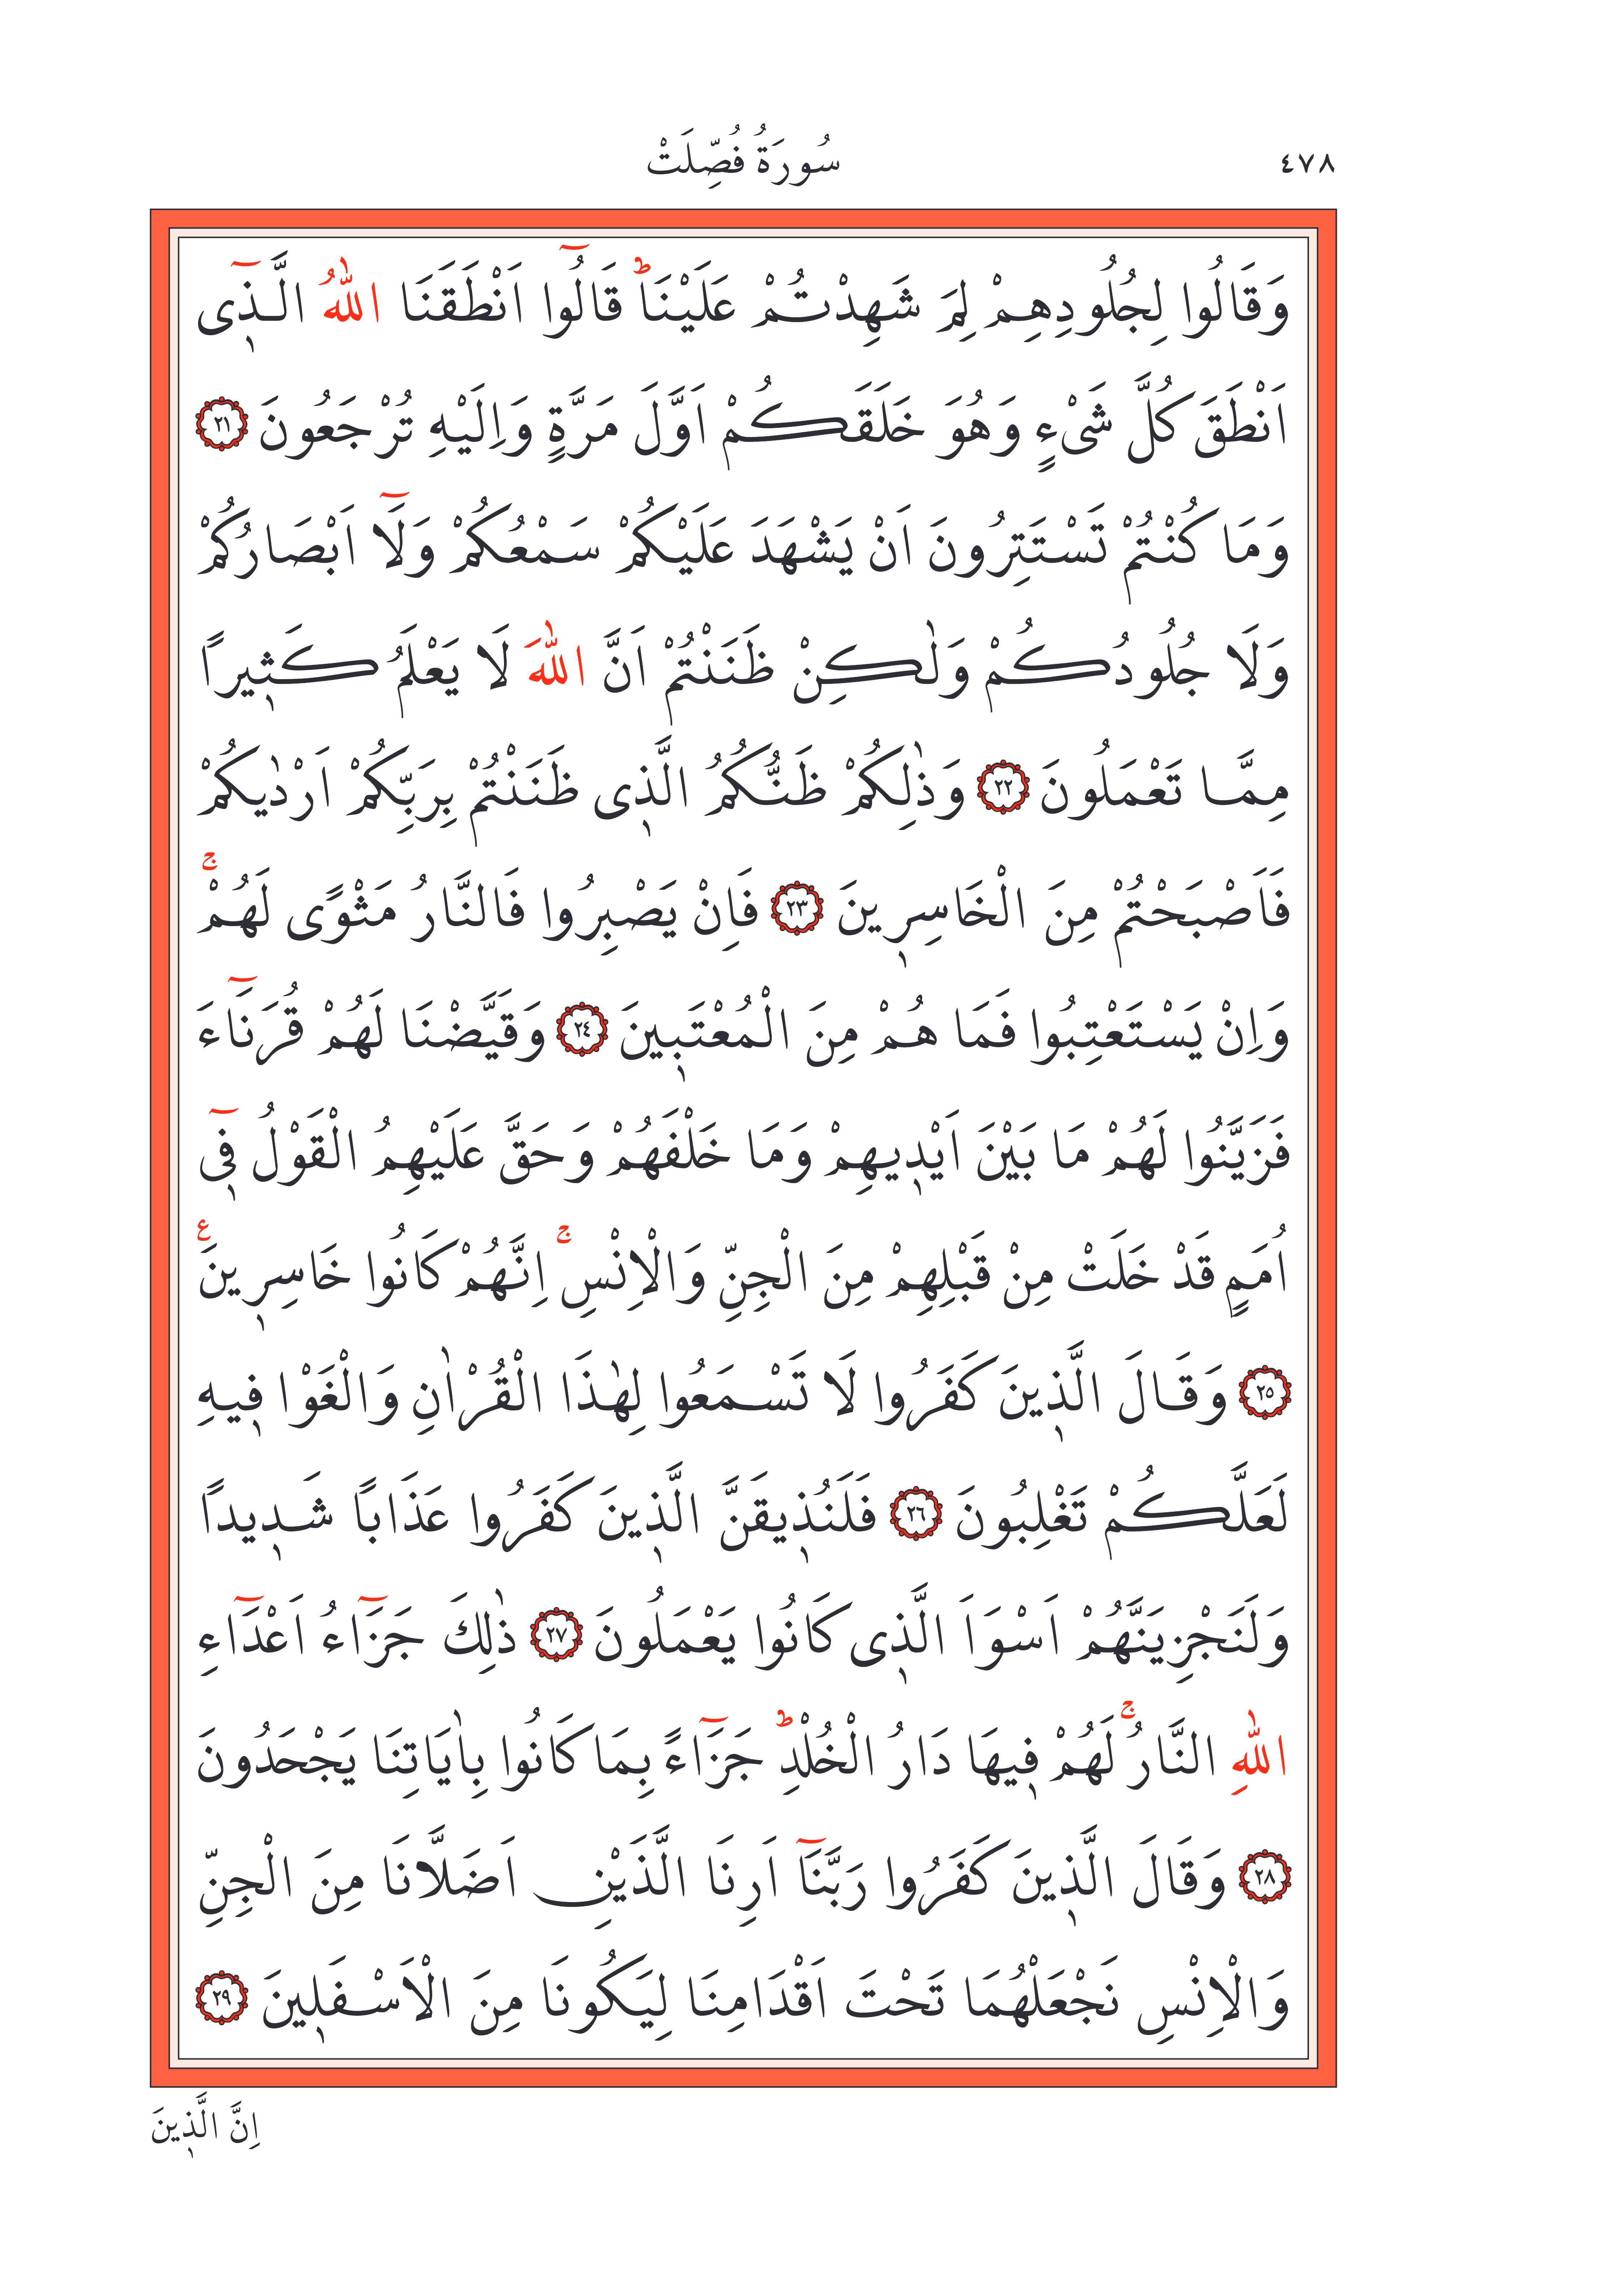 ٤٧٨
سُورَةُ فُصِّلَتْ
وَقَالُوا لِجُلُودِهِمْ لِمَ شَهِدْتُمْ عَلَيْنَاۜ قَالُٓوا اَنْطَقَنَا اللّٰهُ الَّذ۪ٓى
اَنْطَقَ كُلَّ شَىْءٍ وَهُوَ خَلَقَكُمْ اَوَّلَ مَرَّةٍ وَاِلَيْهِ تُرْجَعُونَ ٢١
وَمَا كُنْتُمْ تَسْتَتِرُونَ اَنْ يَشْهَدَ عَلَيْكُمْ سَمْعُكُمْ وَلَٓا اَبْصَارُكُمْ
وَلَا جُلُودُكُمْ وَلٰكِنْ ظَنَنْتُمْ اَنَّ اللّٰهَ لَا يَعْلَمُ كَث۪يرًا
مِمَّا تَعْمَلُونَ ٢٢ وَذٰلِكُمْ ظَنُّكُمُ الَّذ۪ى ظَنَنْتُمْ بِرَبِّكُمْ اَرْدٰيكُمْ
فَاَصْبَحْتُمْ مِنَ الْخَاسِر۪ينَ ٢٣ فَاِنْ يَصْبِرُوا فَالنَّارُ مَثْوًى لَهُمْۚ
وَاِنْ يَسْتَعْتِبُوا فَمَا هُمْ مِنَ الْمُعْتَب۪ينَ ٢٤ وَقَيَّضْنَا لَهُمْ قُرَنَٓاءَ
فَزَيَّنُوا لَهُمْ مَا بَيْنَ اَيْد۪يهِمْ وَمَا خَلْفَهُمْ وَحَقَّ عَلَيْهِمُ الْقَوْلُ ف۪ٓى
اُمَمٍ قَدْ خَلَتْ مِنْ قَبْلِهِمْ مِنَ الْجِنِّ وَالْاِنْسِۚ اِنَّهُمْ كَانُوا خَاسِر۪ينَ ع
٢٥ وَقَالَ الَّذ۪ينَ كَفَرُوا لَا تَسْمَعُوا لِهٰذَا الْقُرْاٰنِ وَالْغَوْا ف۪يهِ
لَعَلَّكُمْ تَغْلِبُونَ ٢٦ فَلَنُذ۪يقَنَّ الَّذ۪ينَ كَفَرُوا عَذَابًا شَد۪يدًا
وَلَنَجْزِيَنَّهُمْ اَسْوَاَ الَّذ۪ى كَانُوا يَعْمَلُونَ ٢٧ ذٰلِكَ جَزَٓاءُ اَعْدَٓاءِ
اللّٰهِ النَّارُۚ لَهُمْ ف۪يهَا دَارُ الْخُلْدِۜ جَزَٓاءً بِمَا كَانُوا بِاٰيَاتِنَا يَجْحَدُونَ
٢٨ وَقَالَ الَّذ۪ينَ كَفَرُوا رَبَّنَٓا اَرِنَا الَّذَيْنِ اَضَلَّانَا مِنَ الْجِنِّ
وَالْاِنْسِ نَجْعَلْهُمَا تَحْتَ اَقْدَامِنَا لِيَكُونَا مِنَ الْاَسْفَل۪ينَ ٢٩
اِنَّ الَّذ۪ينَ